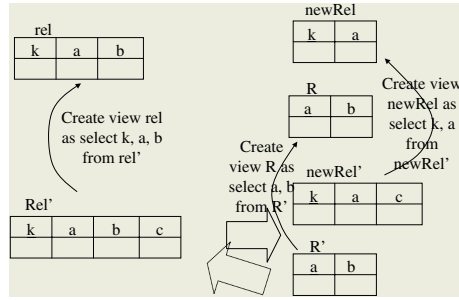 rel
k a b
Create view rel
as select k, a, b
from rel'
Rel'
k a b c
newRel
k a
Create view
newRel as
select k, a
from
newRel'
R
a b
Create
view R as
select a, b
from R'
newRel'
k a c
R'
a b